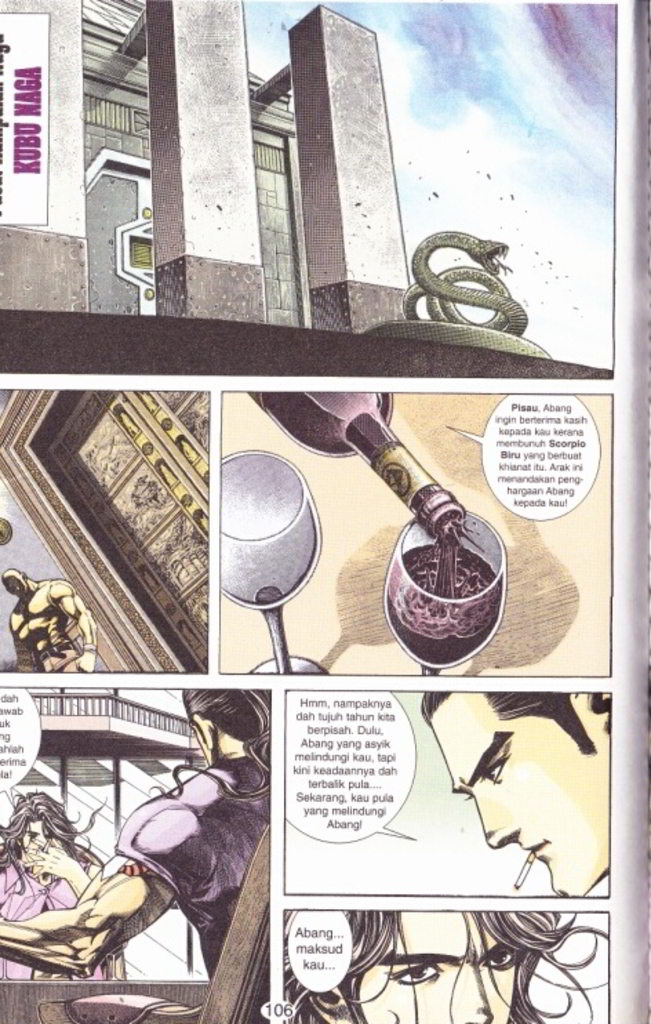 KUBU NAGA
Pisau, Abang
ingin berterima kasih
kepada kau kerana
membunuh Scorpio
Biru yang berbuat
khianat itu. Arak ini
menandakan peng-
hargaan Abang
kepada kau!
Hmm, nampaknya
dah tujuh tahun kita
berpisah. Dulu,
Abang yang asyik
melindungi kau, tapi
kini keadaannya dah
terbalik pula....
Sekarang, kau pula
yang melindungi
Abang!
Abang...
maksud
kau...
106